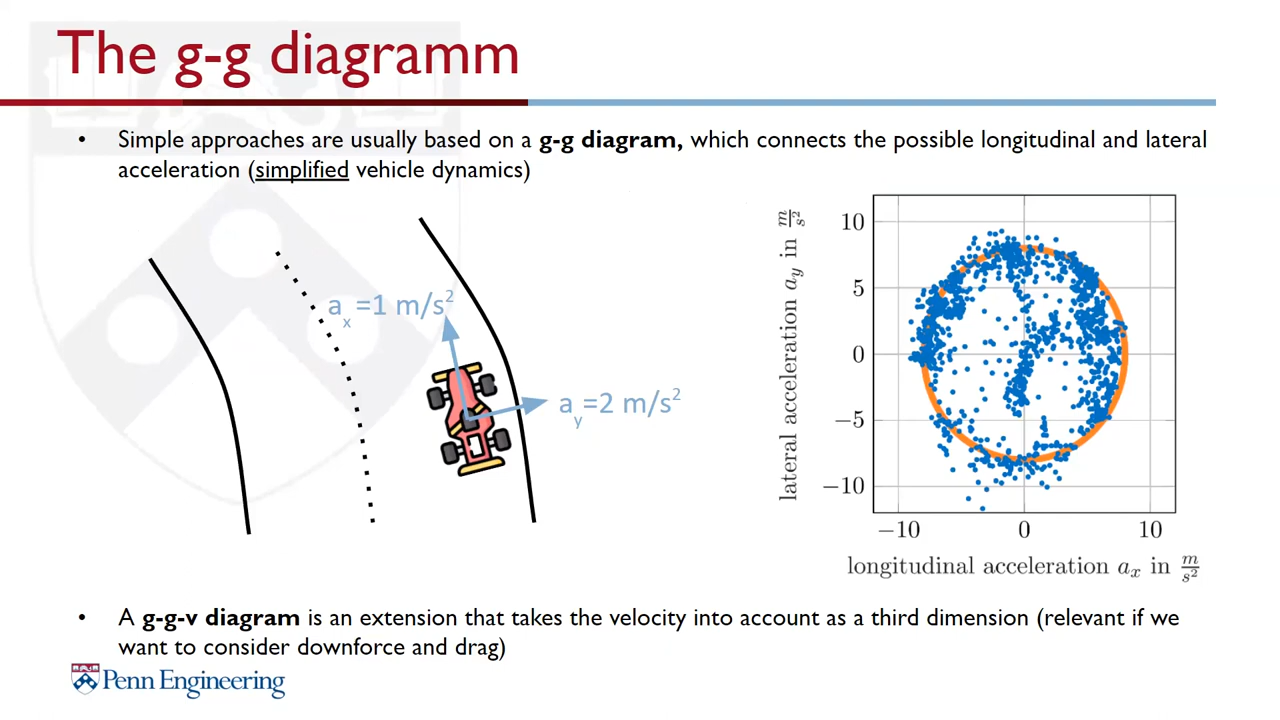 The g-g diagramm
• Simple approaches are usually based on a g-g diagram, which connects the possible longitudinal and lateral
acceleration (simplified vehicle dynamics)
a_x=1 m/s²
a_y=2 m/s²
lateral acceleration a_y in m/s²
10
5
0
−5
−10
−10 0 10
longitudinal acceleration a_x in m/s²
• A g-g-v diagram is an extension that takes the velocity into account as a third dimension (relevant if we
want to consider downforce and drag)
Penn Engineering